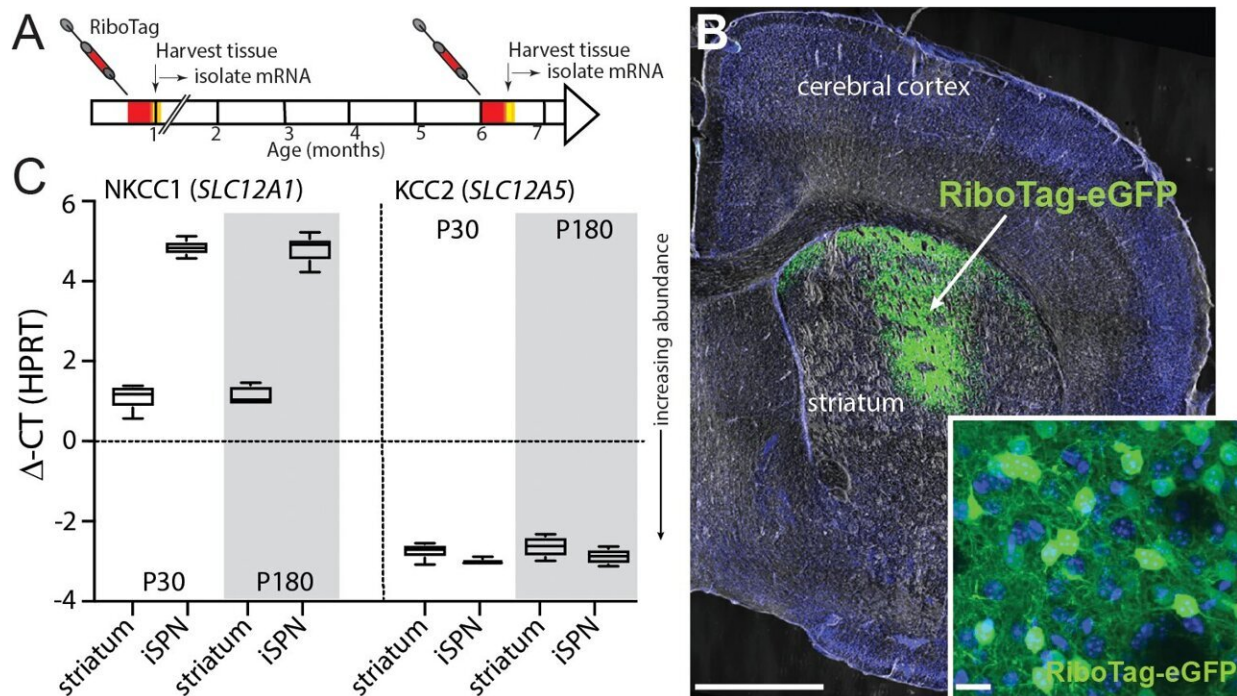 A
RiboTag
Harvest tissue
isolate mRNA
Harvest tissue
isolate mRNA
1
2
3
4
5
6
7
Age (months)
B
cerebral cortex
RiboTag-eGFP
striatum
RiboTag-eGFP
C
NKCC1 (SLC12A1)
KCC2 (SLC12A5)
6
4
2
0
-2
-4
Δ-CT (HPRT)
P30
P180
P30
P180
increasing abundance
striatum
iSPN
striatum
iSPN
striatum
iSPN
striatum
iSPN